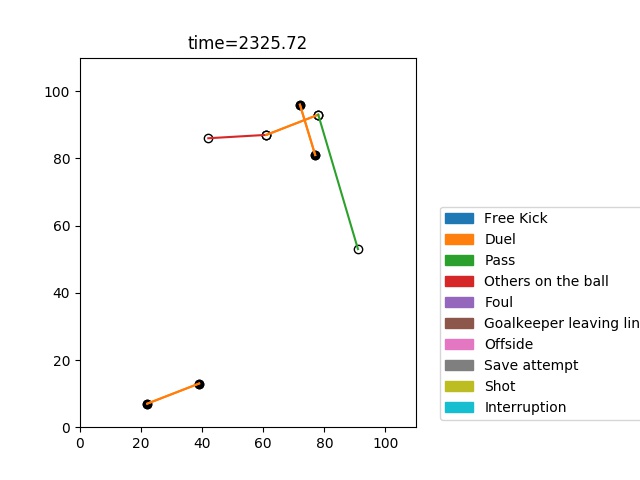 time=2325.72
100
80
60
40
20
0
0 20 40 60 80 100
Free Kick
Duel
Pass
Others on the ball
Foul
Goalkeeper leaving lin
Offside
Save attempt
Shot
Interruption